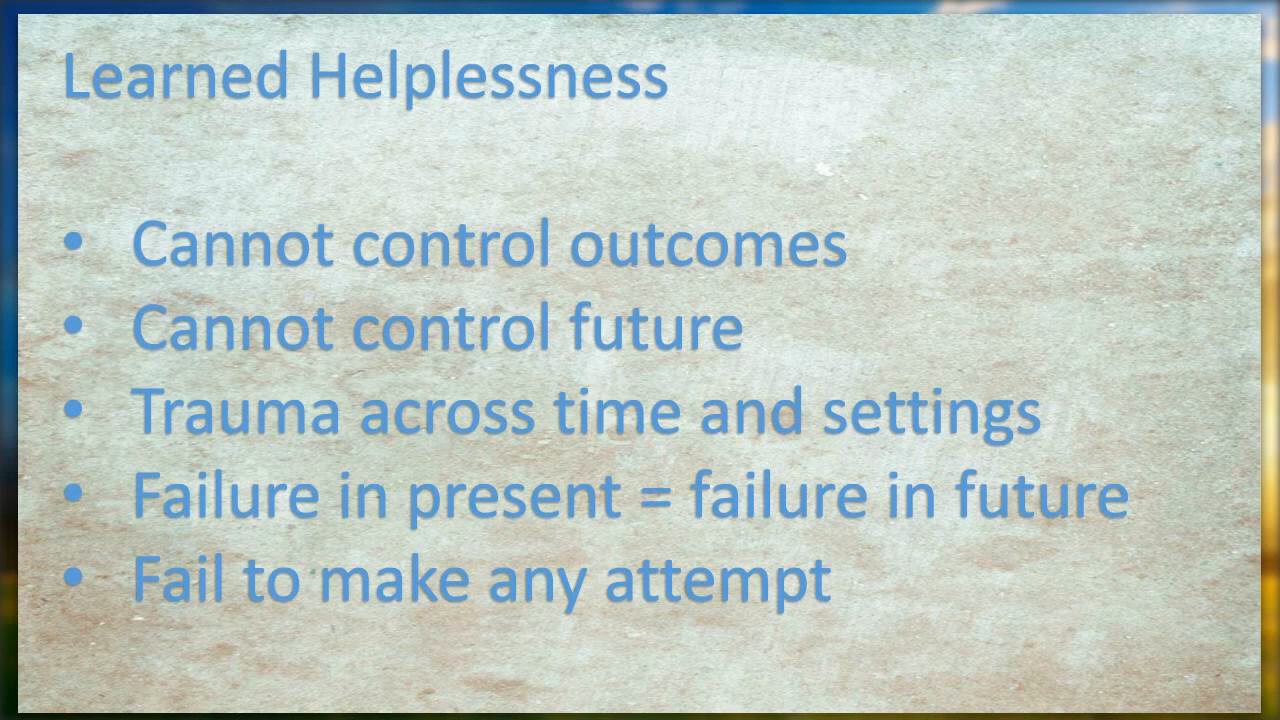 Learned Helplessness
• Cannot control outcomes
• Cannot control future
• Trauma across time and settings
• Failure in present = failure in future
• Fail to make any attempt